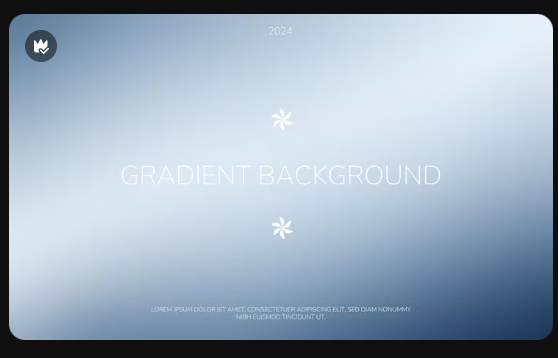 2024
GRADIENT BACKGROUND
LOREM IPSUM DOLOR SIT AMET, CONSECTETUER ADIPISCING ELIT, SED DIAM NONUMMY
NIBH EUISMOD TINCIDUNT UT.